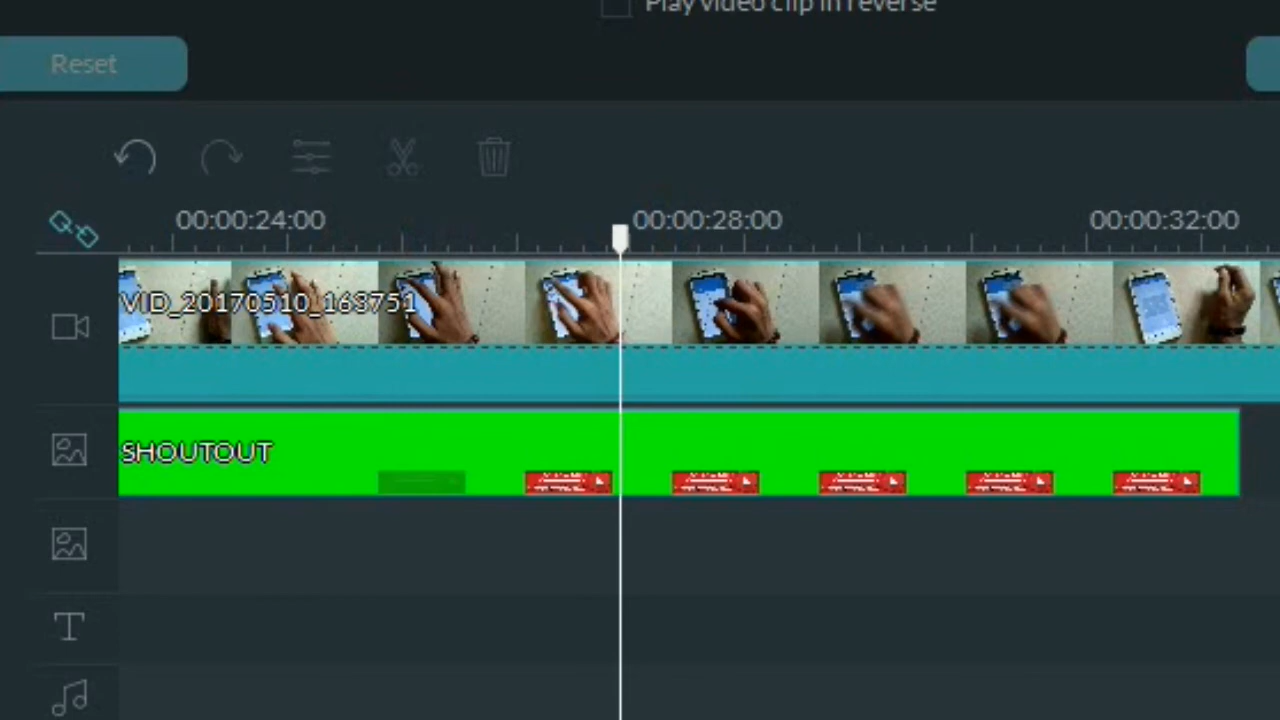 Play video clip in reverse
Reset
00:00:24:00
00:00:28:00
00:00:32:00
VID_20170510_163751
SHOUTOUT
T